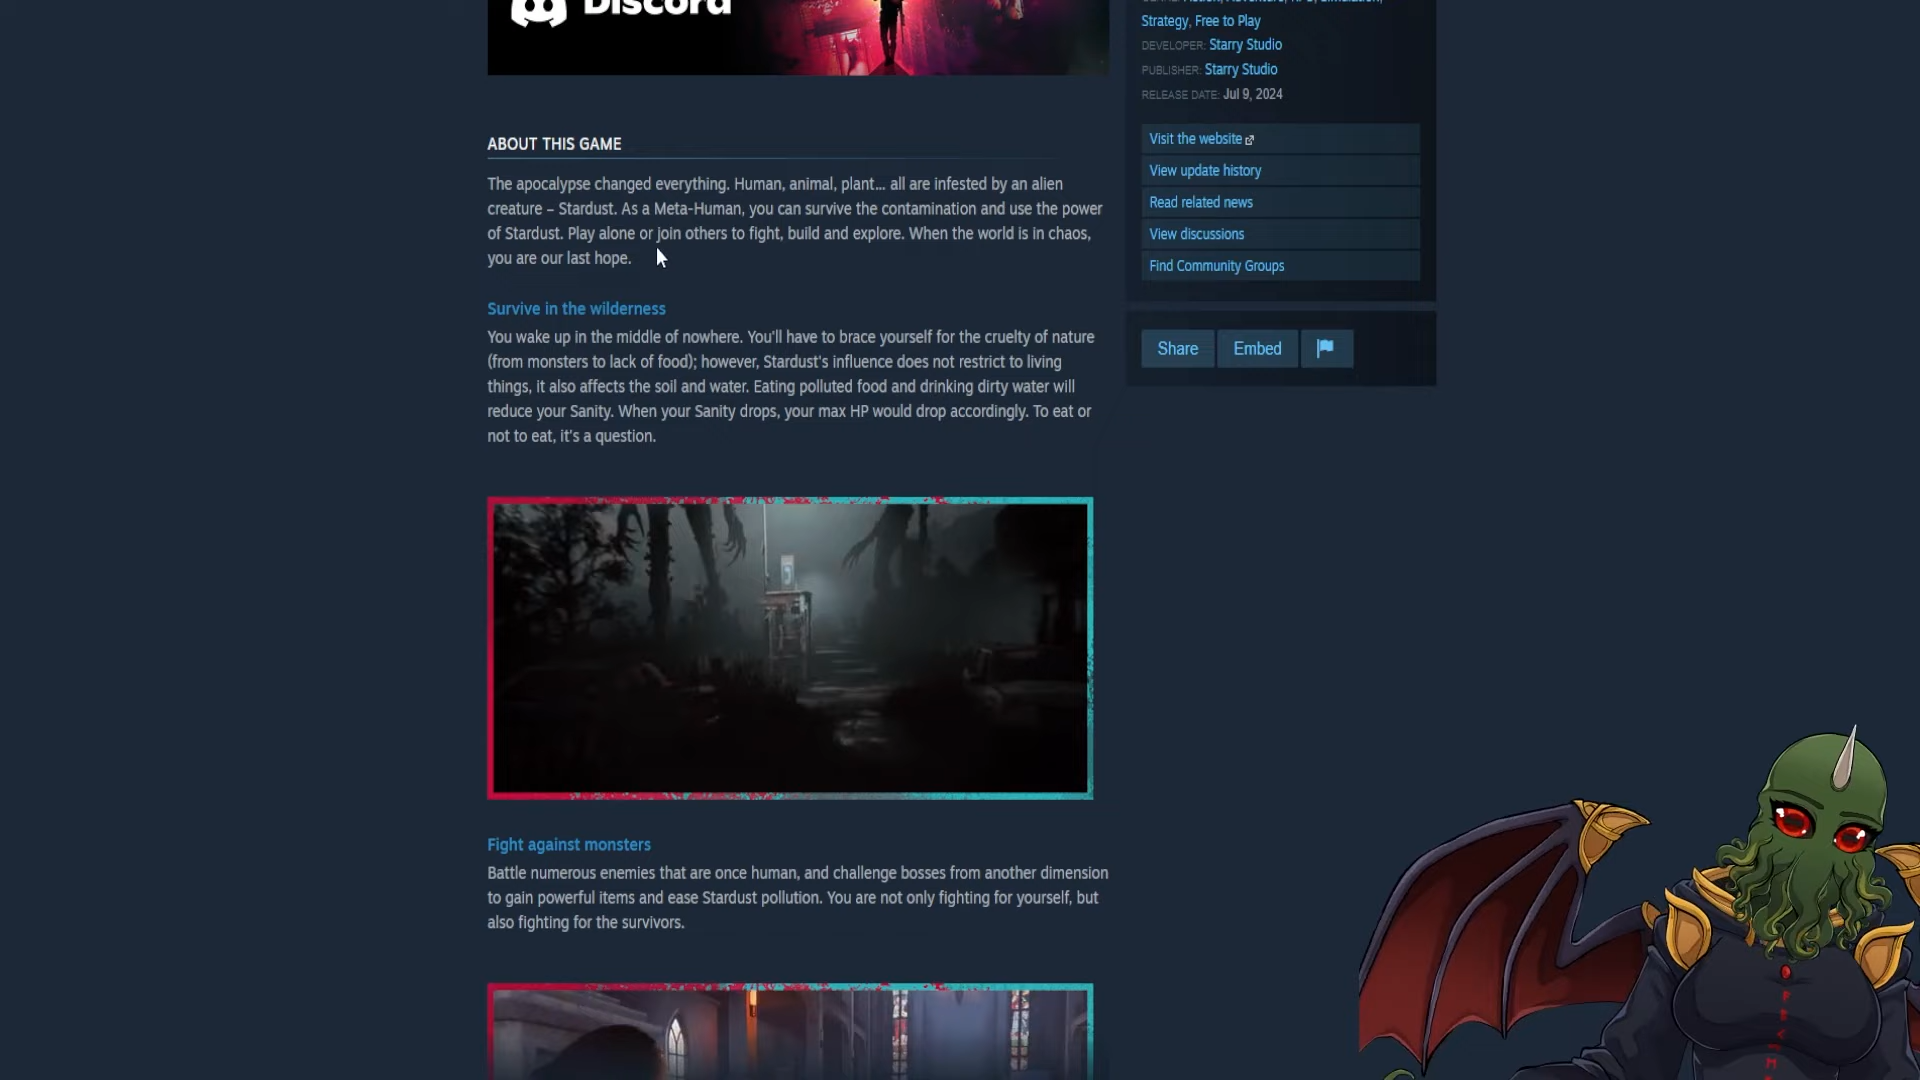 Discord
Strategy, Free to Play
DEVELOPER: Starry Studio
PUBLISHER: Starry Studio
RELEASE DATE: Jul 9, 2024
Visit the website
View update history
Read related news
View discussions
Find Community Groups
Share
Embed
ABOUT THIS GAME
The apocalypse changed everything. Human, animal, plant... all are infested by an alien
creature – Stardust. As a Meta-Human, you can survive the contamination and use the power
of Stardust. Play alone or join others to fight, build and explore. When the world is in chaos,
you are our last hope.
Survive in the wilderness
You wake up in the middle of nowhere. You'll have to brace yourself for the cruelty of nature
(from monsters to lack of food); however, Stardust's influence does not restrict to living
things, it also affects the soil and water. Eating polluted food and drinking dirty water will
reduce your Sanity. When your Sanity drops, your max HP would drop accordingly. To eat or
not to eat, it's a question.
Fight against monsters
Battle numerous enemies that are once human, and challenge bosses from another dimension
to gain powerful items and ease Stardust pollution. You are not only fighting for yourself, but
also fighting for the survivors.